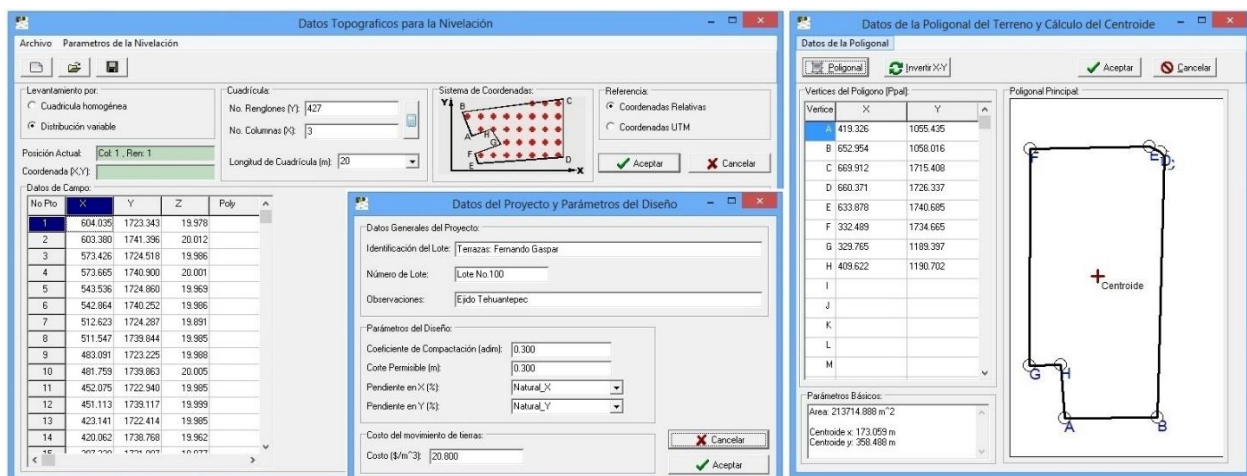 Datos Topograficos para la Nivelación
Archivo Parametros de la Nivelación
Levantamiento por:
Cuadricula homogénea
Distribución variable
Posición Actual: Col: 1 , Ren: 1
Coordenada (X,Y):
Cuadrícula:
No. Renglones (Y): 427
No. Columnas (X): 3
Longitud de Cuadrícula (m): 20
Sistema de Coordenadas:
Y
B
C
A
H
G
F
E
D
X
Referencia:
Coordenadas Relativas
Coordenadas UTM
Aceptar
Cancelar
Datos de Campo:
No Pto X Y Z Poly
1 604.035 1723.343 19.978
2 603.380 1741.396 20.012
3 573.426 1724.518 19.986
4 573.665 1740.900 20.001
5 543.536 1724.860 19.969
6 542.864 1740.252 19.986
7 512.623 1724.287 19.891
8 511.547 1739.844 19.985
9 483.091 1723.225 19.988
10 481.759 1739.863 20.005
11 452.075 1722.940 19.985
12 451.113 1739.117 19.999
13 423.141 1722.414 19.985
14 420.062 1738.768 19.962
Datos del Proyecto y Parámetros del Diseño
Datos Generales del Proyecto:
Identificación del Lote: Terrazas: Fernando Gaspar
Número de Lote: Lote No.100
Observaciones: Ejido Tehuantepec
Parámetros del Diseño:
Coeficiente de Compactación (adim): 0.300
Corte Permisible (m): 0.300
Pendiente en X (%): Natural_X
Pendiente en Y (%): Natural_Y
Costo del movimiento de tierras:
Costo ($/m^3): 20.800
Cancelar
Aceptar
Datos de la Poligonal del Terreno y Cálculo del Centroide
Datos de la Poligonal
Poligonal
Invertir X-Y
Aceptar
Cancelar
Vertices del Poligono [Ppal]:
Vertice X Y
A 419.326 1055.435
B 652.954 1058.016
C 669.912 1715.408
D 660.371 1726.337
E 633.878 1740.685
F 332.489 1734.665
G 329.765 1189.397
H 409.622 1190.702
I
J
K
L
M
Parámetros Básicos:
Area: 213714.888 m^2
Centroide x: 173.059 m
Centroide y: 358.488 m
Poligonal Principal:
F
E
D
Centroide
G
H
A
B